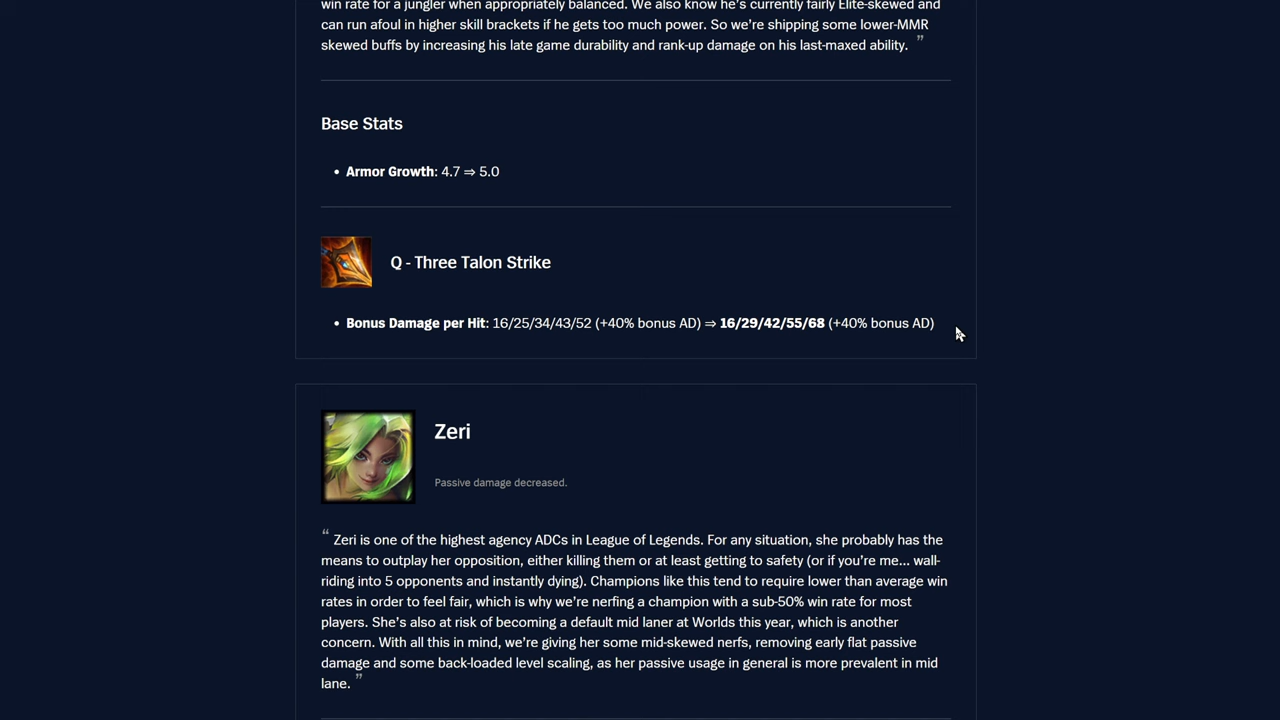 win rate for a jungler when appropriately balanced. We also know he's currently fairly Elite-skewed and
can run afoul in higher skill brackets if he gets too much power. So we're shipping some lower-MMR
skewed buffs by increasing his late game durability and rank-up damage on his last-maxed ability. ”
Base Stats
• Armor Growth: 4.7 ⇒ 5.0
Q - Three Talon Strike
• Bonus Damage per Hit: 16/25/34/43/52 (+40% bonus AD) ⇒ 16/29/42/55/68 (+40% bonus AD)
Zeri
Passive damage decreased.
“ Zeri is one of the highest agency ADCs in League of Legends. For any situation, she probably has the
means to outplay her opposition, either killing them or at least getting to safety (or if you're me... wall-
riding into 5 opponents and instantly dying). Champions like this tend to require lower than average win
rates in order to feel fair, which is why we're nerfing a champion with a sub-50% win rate for most
players. She's also at risk of becoming a default mid laner at Worlds this year, which is another
concern. With all this in mind, we're giving her some mid-skewed nerfs, removing early flat passive
damage and some back-loaded level scaling, as her passive usage in general is more prevalent in mid
lane. ”